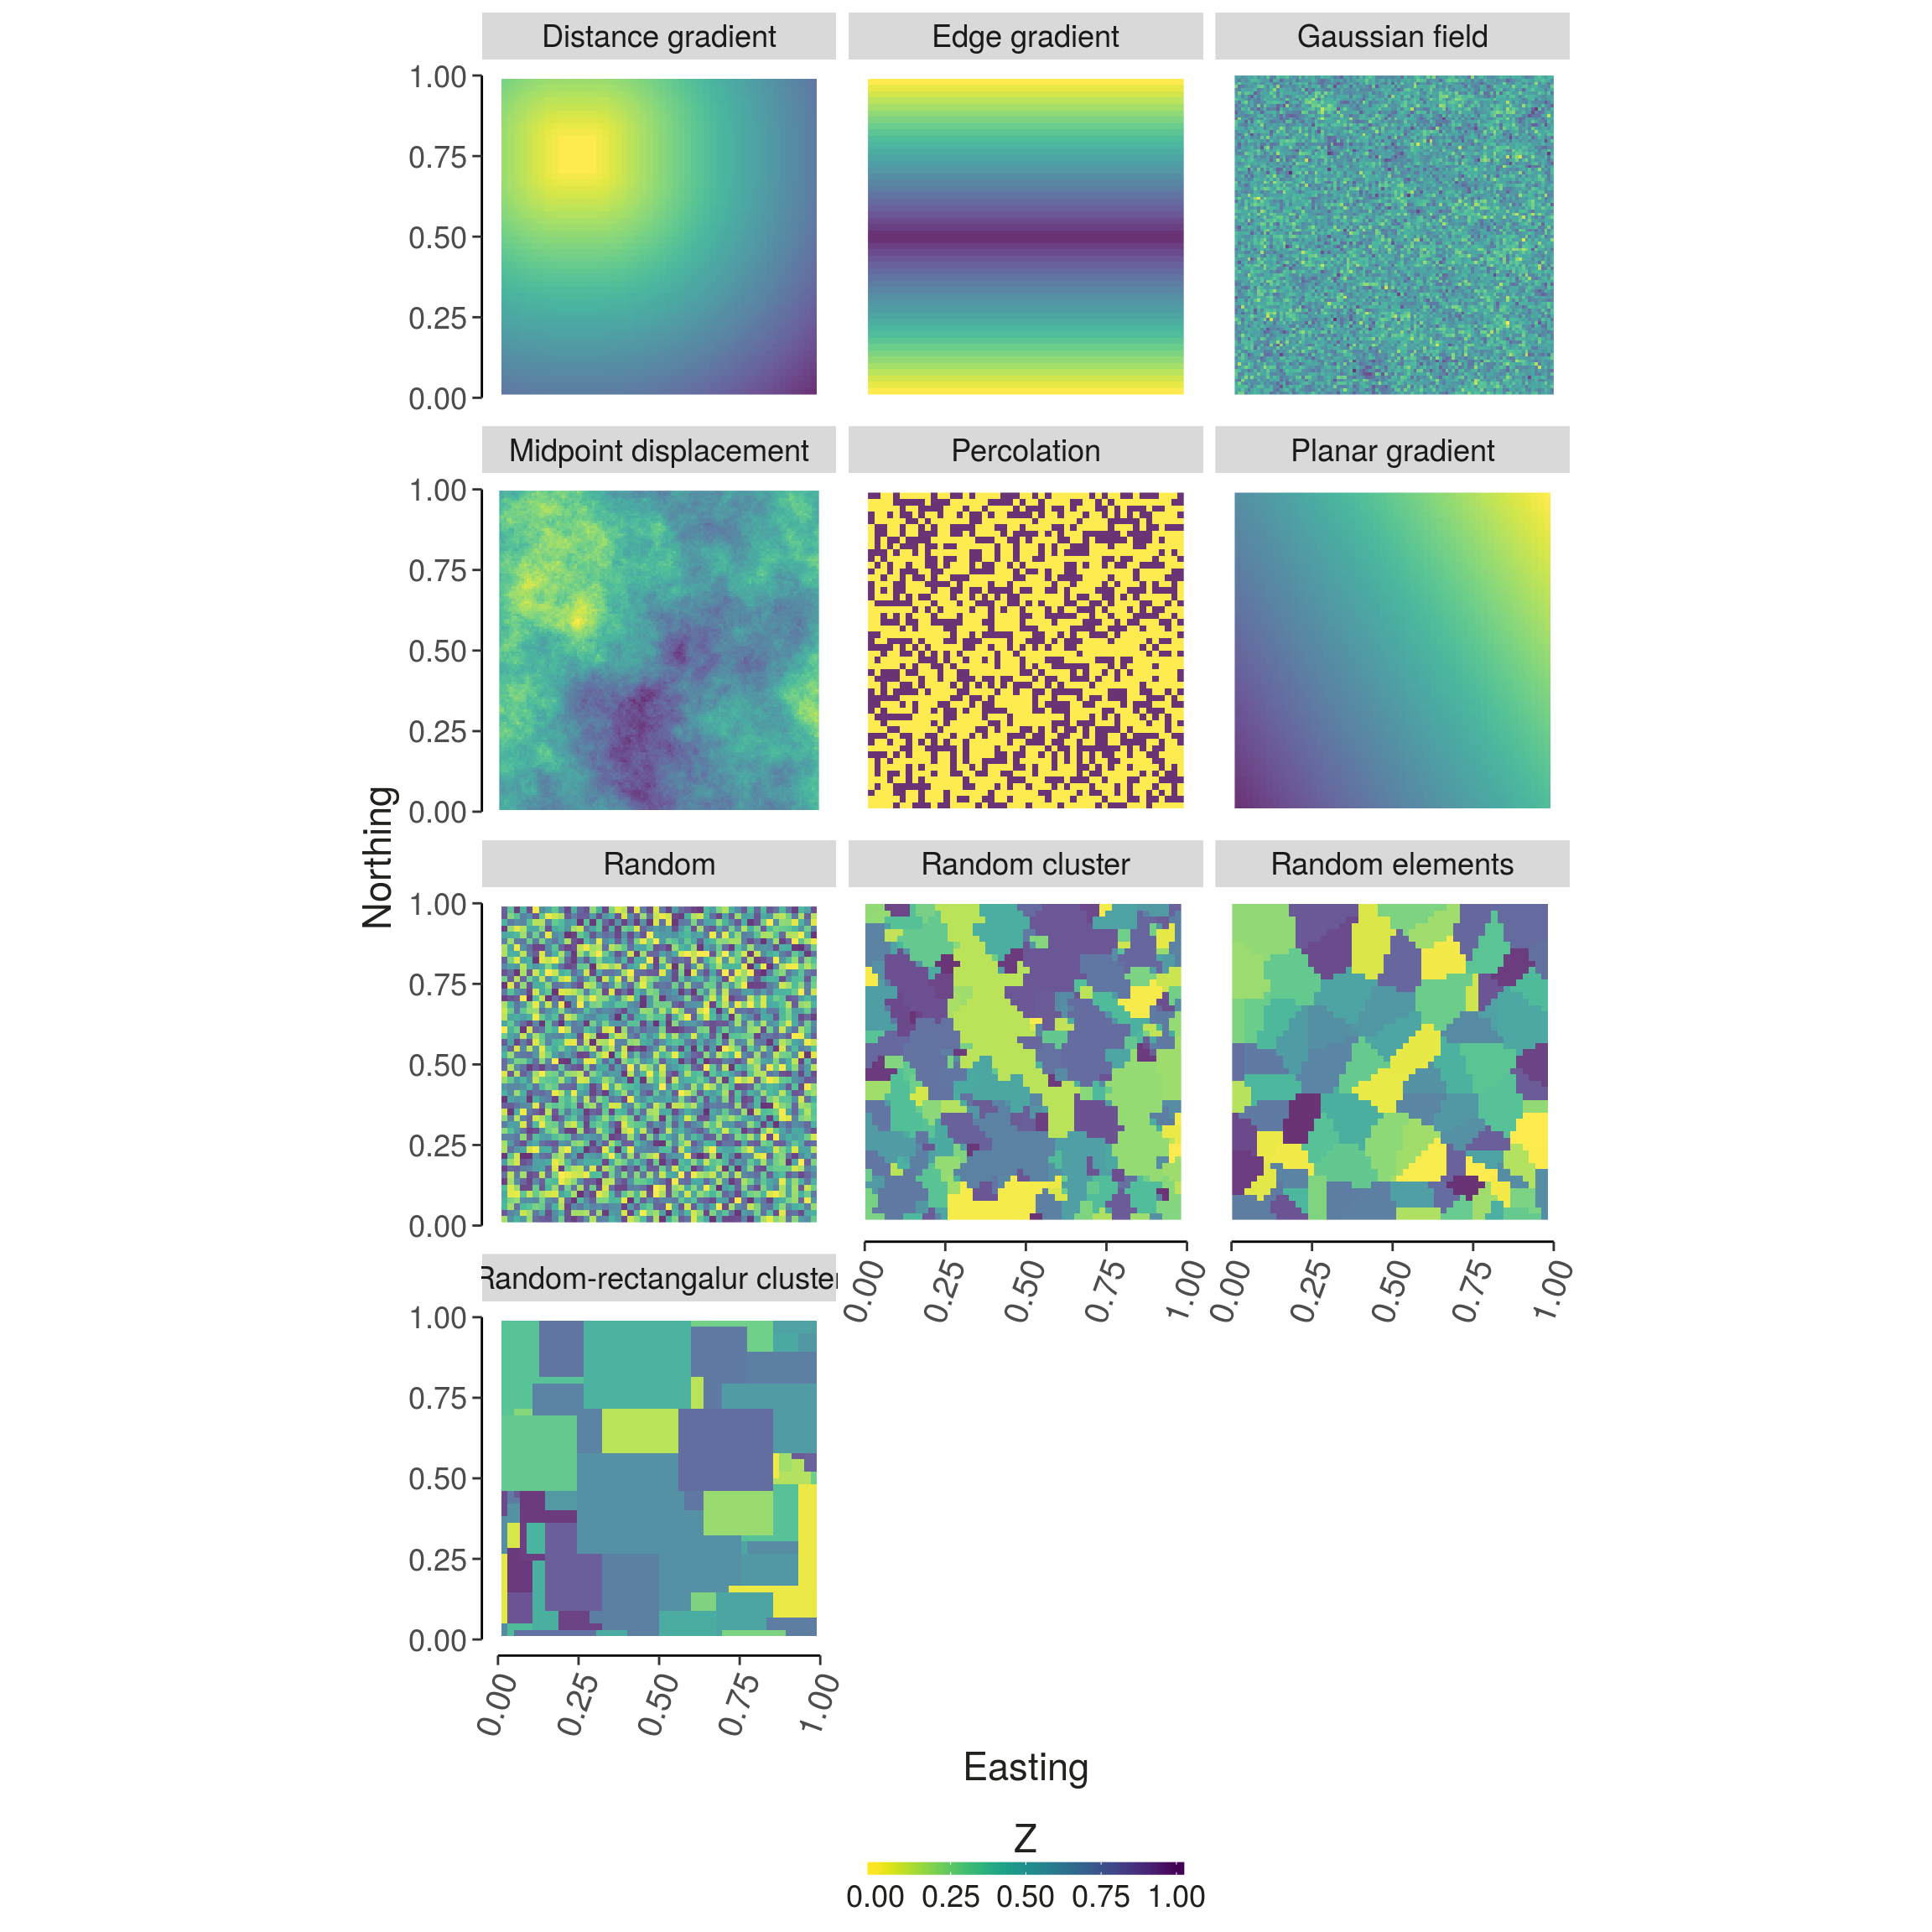 Distance gradient
Edge gradient
Gaussian field
1.00
0.75
0.50
0.25
0.00
Midpoint displacement
Percolation
Planar gradient
1.00
0.75
0.50
0.25
0.00
Northing
Random
Random cluster
Random elements
1.00
0.75
0.50
0.25
0.00
0.00 0.25 0.50 0.75 1.00
0.00 0.25 0.50 0.75 1.00
Random-rectangalur cluster
1.00
0.75
0.50
0.25
0.00
0.00 0.25 0.50 0.75 1.00
Easting
Z
0.00 0.25 0.50 0.75 1.00